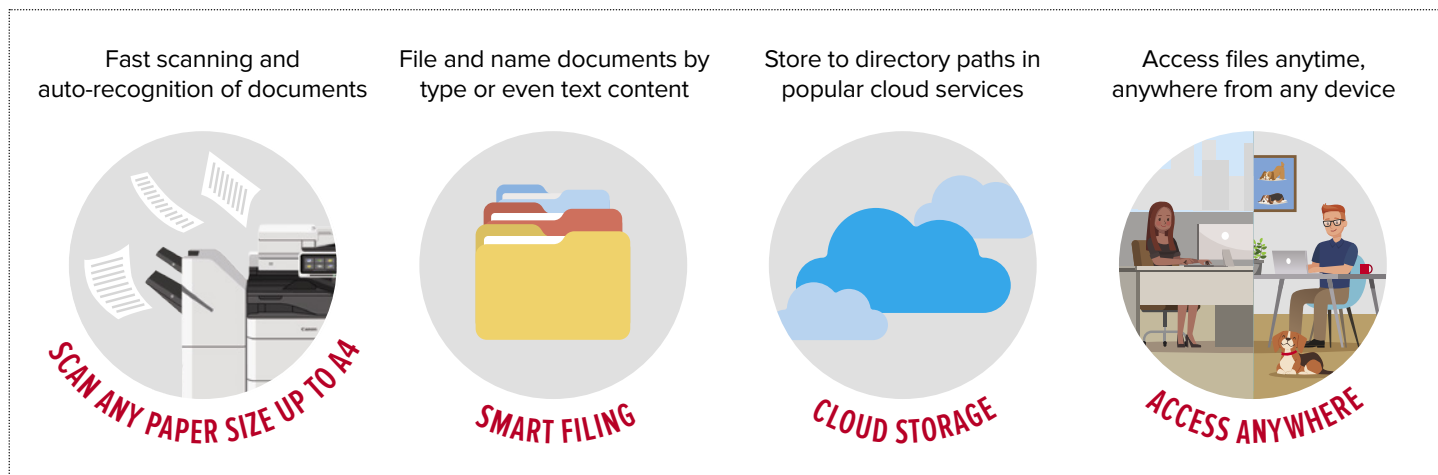 Fast scanning and
auto-recognition of documents
SCAN ANY PAPER SIZE UP TO A4
File and name documents by
type or even text content
SMART FILING
Store to directory paths in
popular cloud services
CLOUD STORAGE
Access files anytime,
anywhere from any device
ACCESS ANYWHERE